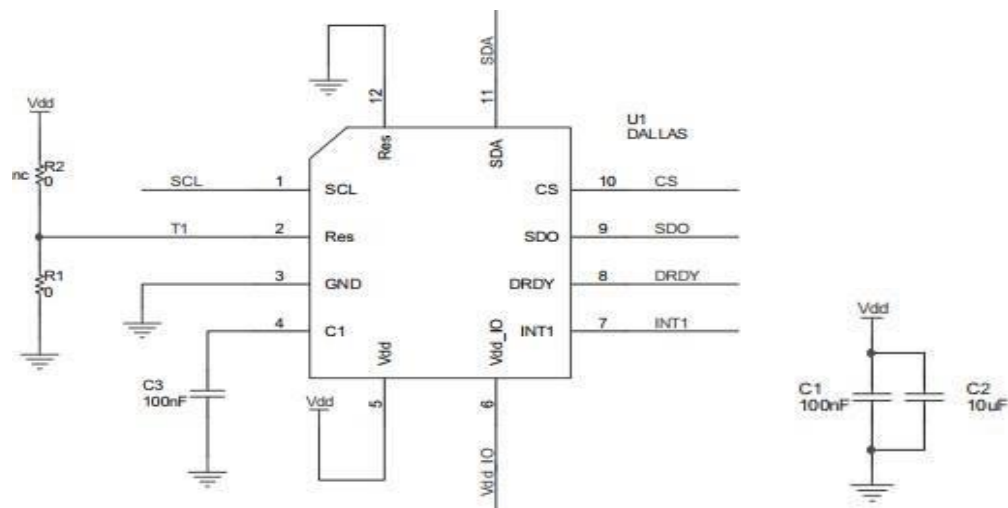 SDA
12
11
Vdd
U1
DALLAS
Res
SDA
nc
R2
0
SCL
1
SCL
CS
10
CS
T1
2
Res
SDO
9
SDO
R1
0
3
GND
DRDY
8
DRDY
4
C1
Vdd
Vdd_IO
INT1
7
INT1
Vdd
C3
100nF
Vdd
5
6
C1
100nF
C2
10uF
Vdd_IO